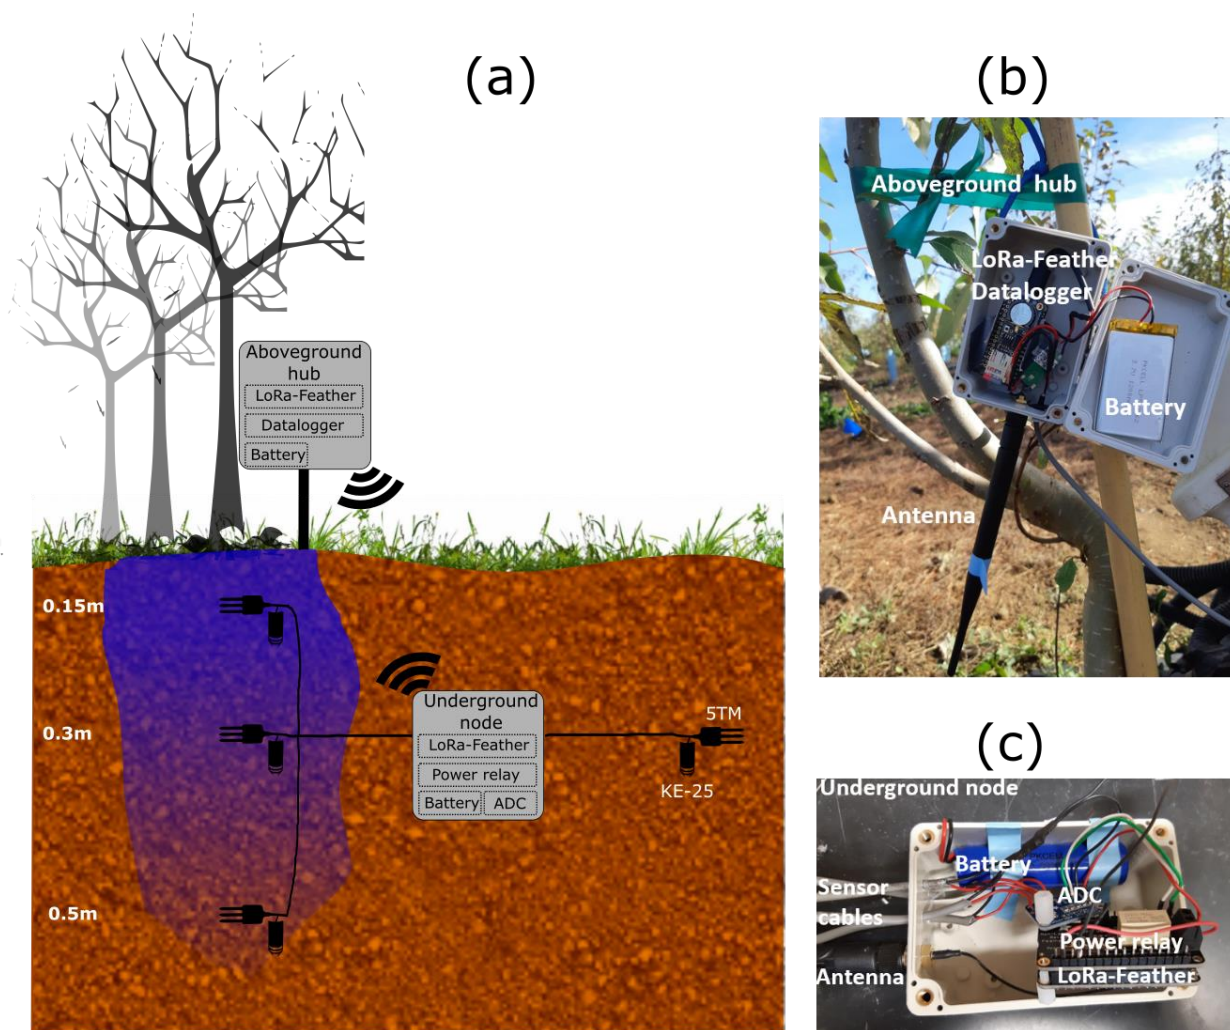 (a)
Aboveground
hub
LoRa-Feather
Datalogger
Battery
0.15m
0.3m
0.5m
Underground
node
LoRa-Feather
Power relay
Battery
ADC
5TM
KE-25
(b)
Aboveground hub
LoRa-Feather
Datalogger
Battery
Antenna
(c)
Underground node
Battery
Sensor
cables
ADC
Power relay
LoRa-Feather
Antenna